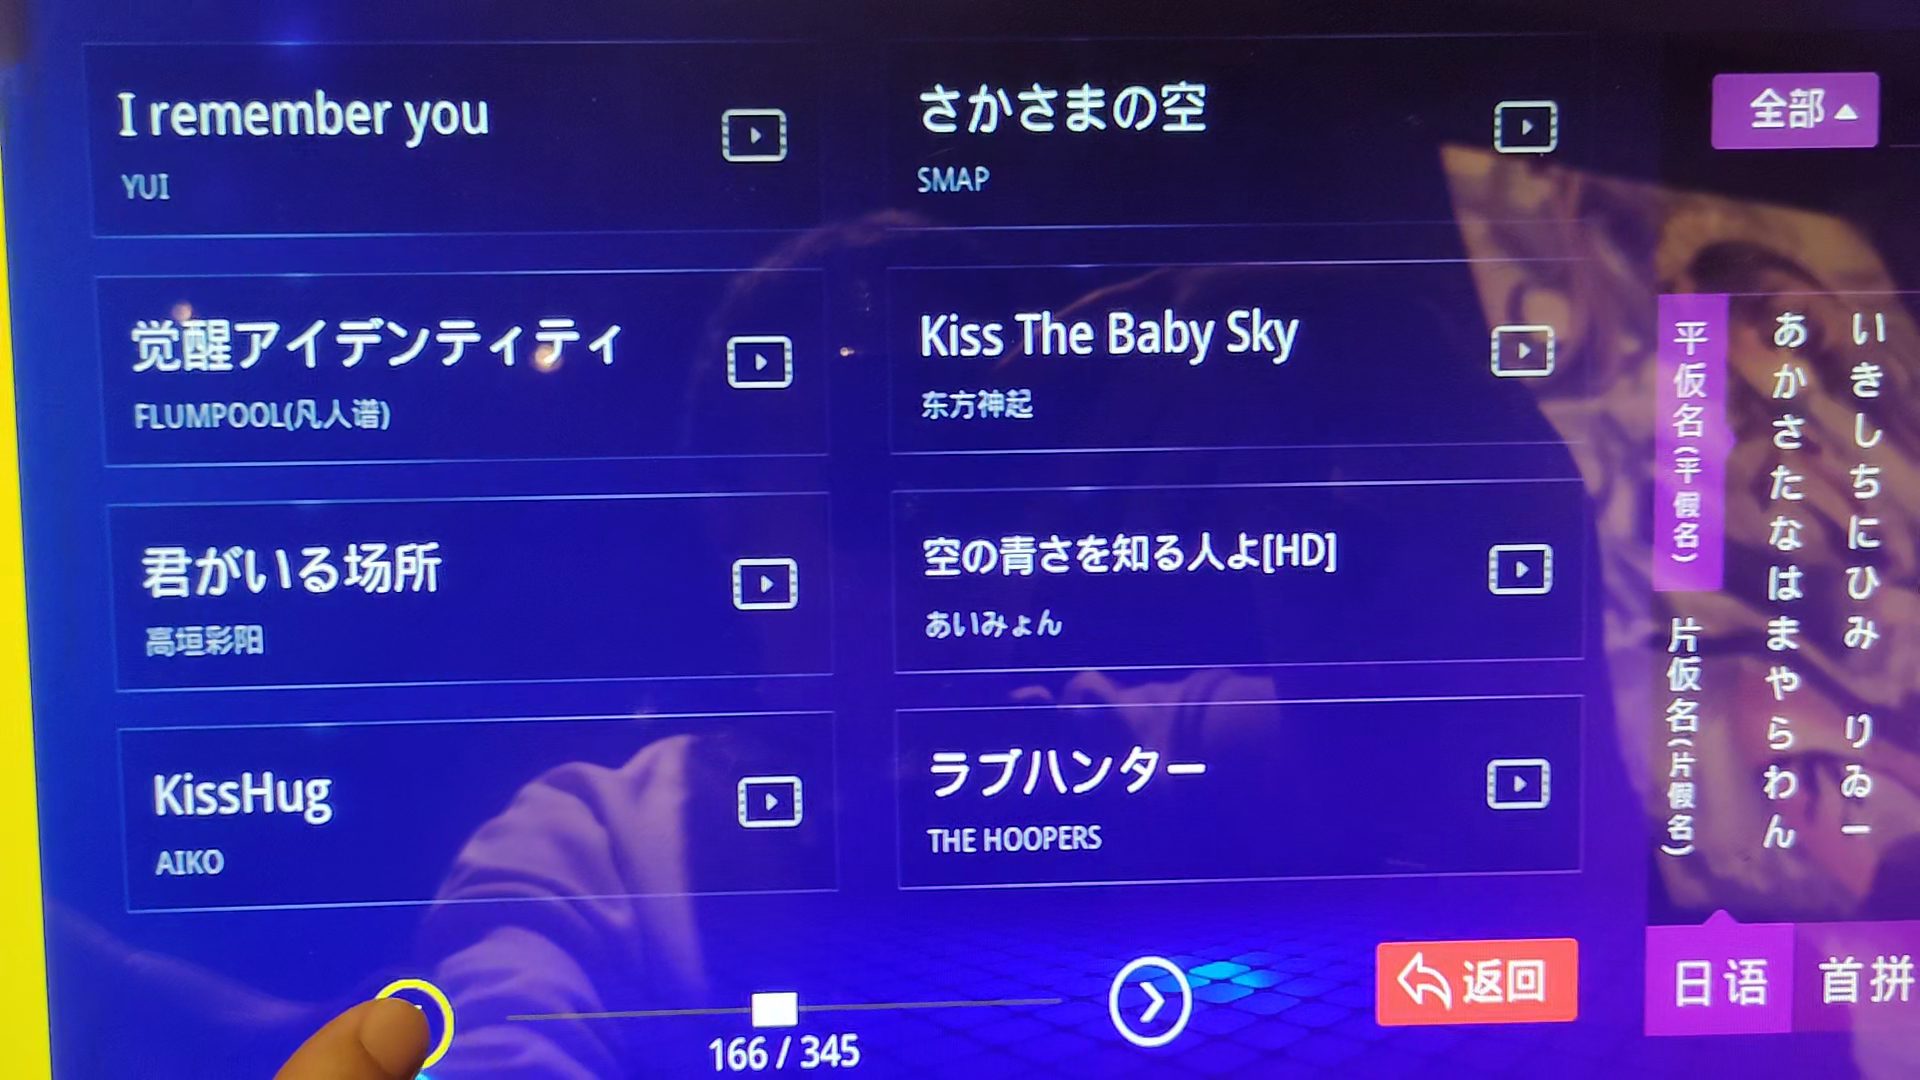 I remember you
YUI
さかさまの空
SMAP
觉醒アイデンティティ
FLUMPOOL(凡人谱)
Kiss The Baby Sky
东方神起
君がいる场所
高垣彩阳
空の青さを知る人よ[HD]
あいみょん
KissHug
AIKO
ラブハンター
THE HOOPERS
166 / 345
返回
全部
平仮名(平假名)
片仮名(片假名)
あかさたなはまやらわん
いきしちにひみ りゐー
日语
首拼